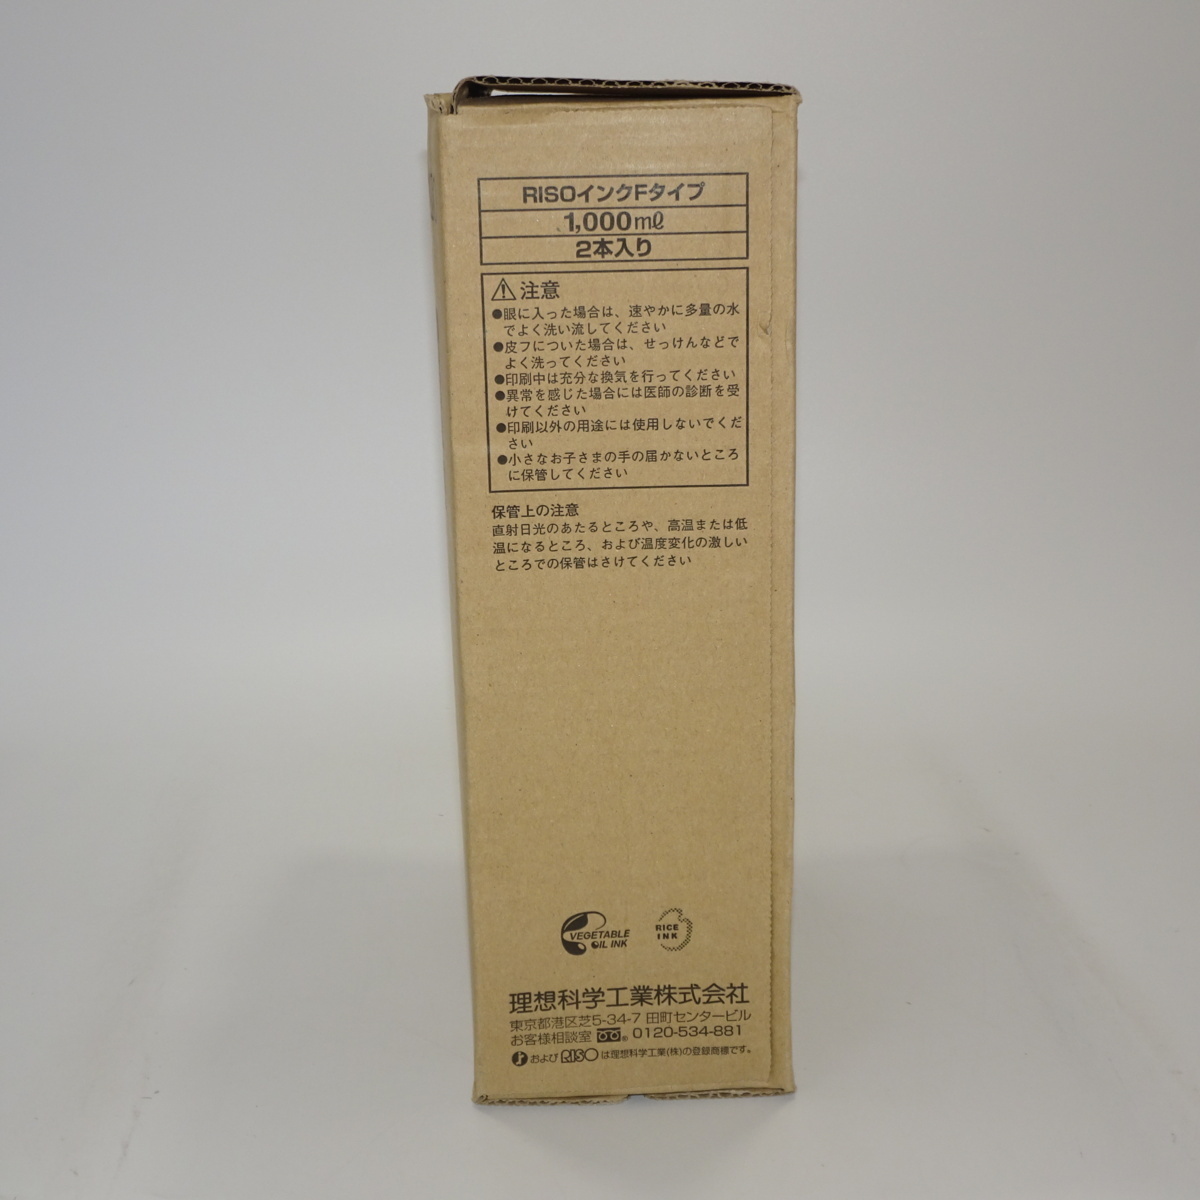 RISOインクFタイプ
1,000ml
2本入り
注意
●眼に入った場合は、速やかに多量の水
でよく洗い流してください
●皮フについた場合は、せっけんなどで
よく洗ってください
●印刷中は充分な換気を行ってください
●異常を感じた場合には医師の診断を受
けてください
●印刷以外の用途には使用しないでくだ
さい
●小さなお子さまの手の届かないところ
に保管してください
保管上の注意
直射日光のあたるところや、高温または低
温になるところ、および温度変化の激しい
ところでの保管はさけてください
VEGETABLE
OIL INK
RICE
INK
理想科学工業株式会社
東京都港区芝5-34-7 田町センタービル
お客様相談室 0120-534-881
および RISO は理想科学工業(株)の登録商標です。